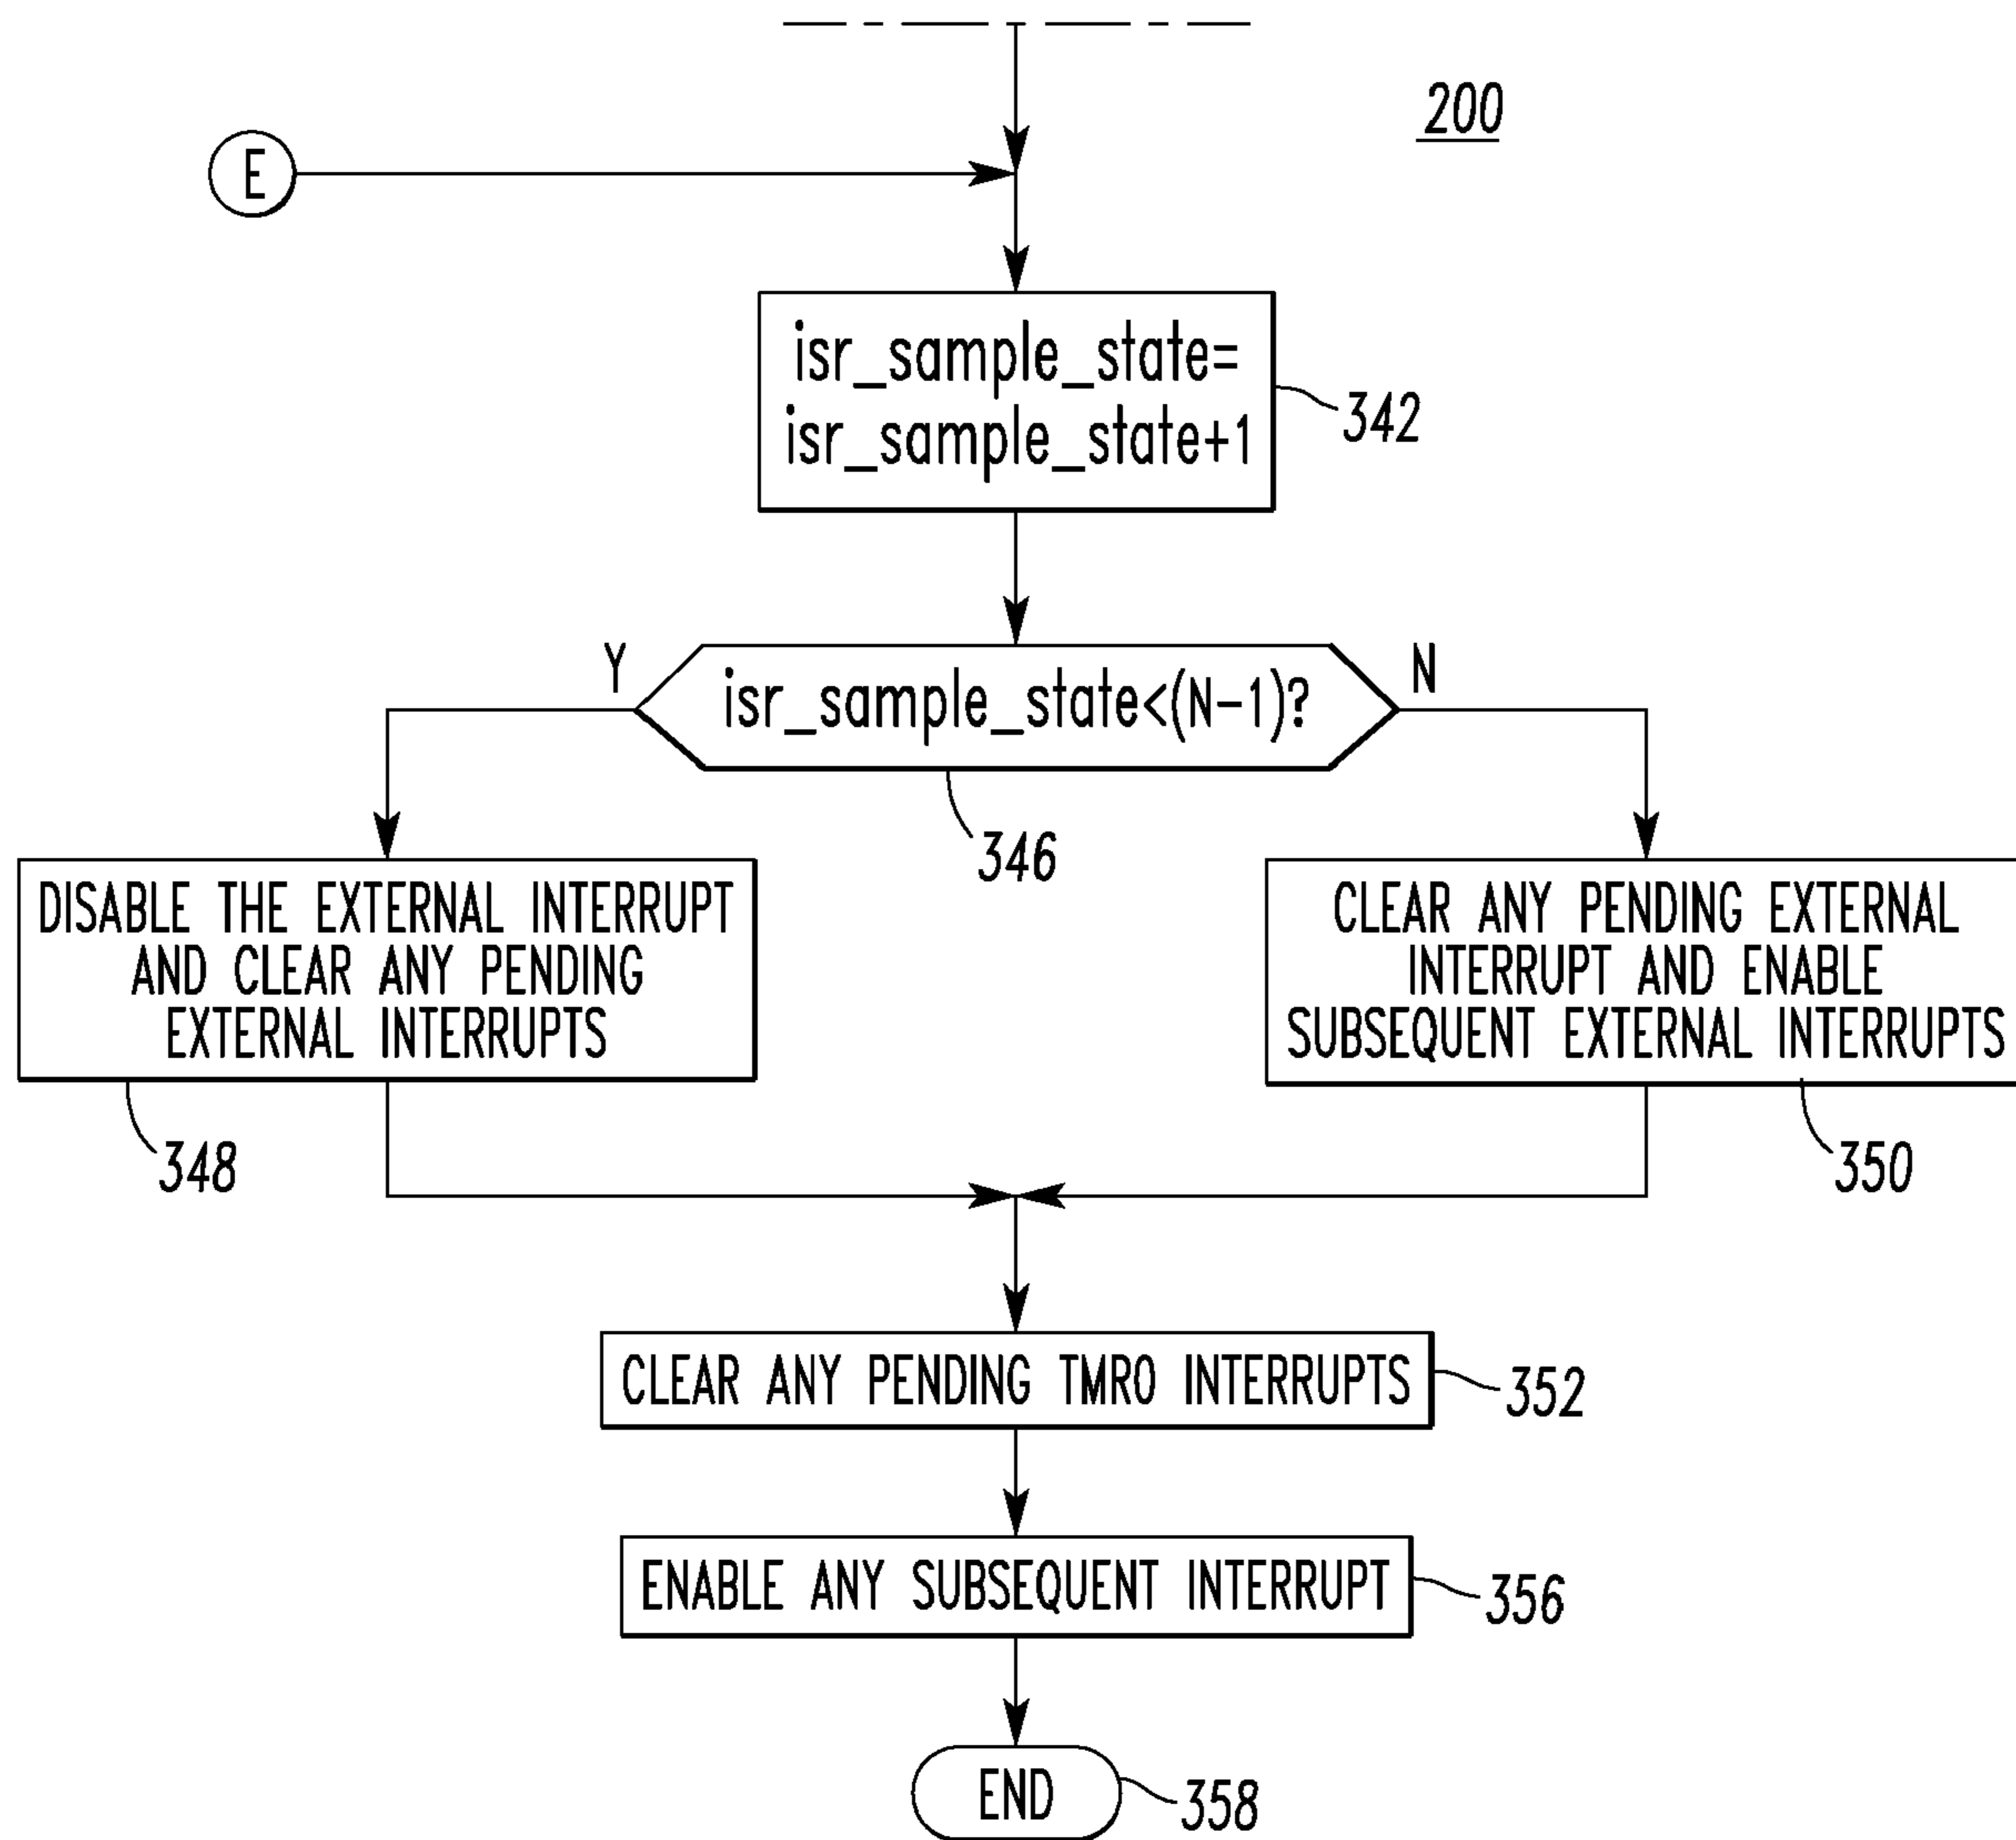 200
E
isr_sample_state=
isr_sample_state+1
342
Y
isr_sample_state<(N-1)?
N
346
DISABLE THE EXTERNAL INTERRUPT
AND CLEAR ANY PENDING
EXTERNAL INTERRUPTS
348
CLEAR ANY PENDING EXTERNAL
INTERRUPT AND ENABLE
SUBSEQUENT EXTERNAL INTERRUPTS
350
CLEAR ANY PENDING TMR0 INTERRUPTS
352
ENABLE ANY SUBSEQUENT INTERRUPT
356
END
358